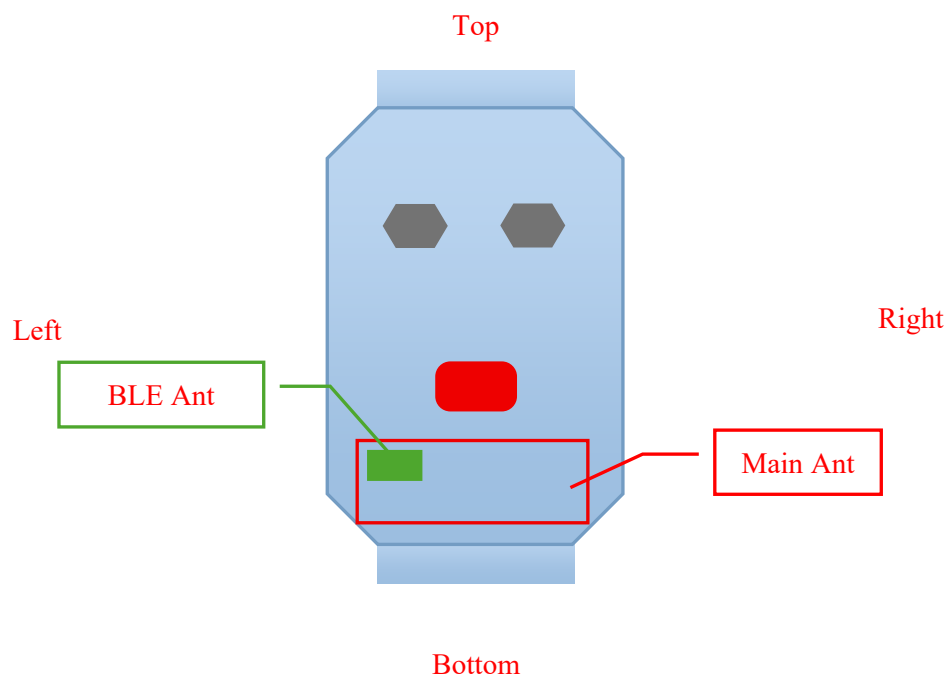 Top
Left
Right
BLE Ant
Main Ant
Bottom